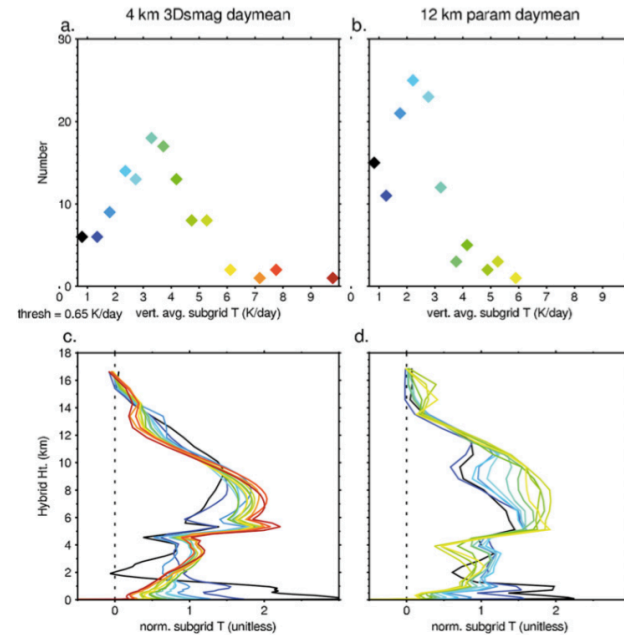 4 km 3Dsmag daymean
12 km param daymean
a.
b.
30
20
10
0
Number
0 1 2 3 4 5 6 7 8 9
0 1 2 3 4 5 6 7 8 9
thresh = 0.65 K/day
vert. avg. subgrid T (K/day)
vert. avg. subgrid T (K/day)
c.
d.
18
16
14
12
10
8
6
4
2
0
Hybrid Ht. (km)
0 1 2 3
0 1 2
norm. subgrid T (unitless)
norm. subgrid T (unitless)